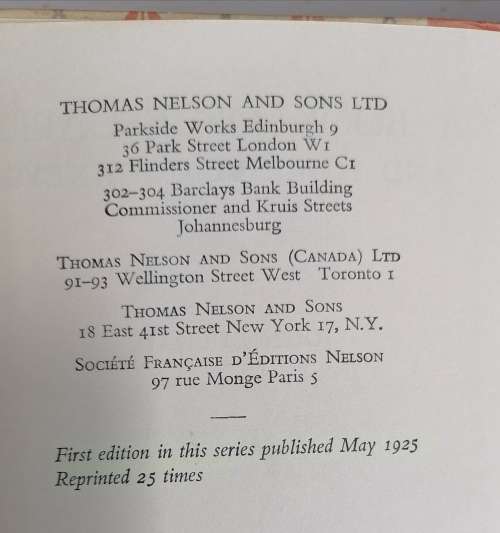 THOMAS NELSON AND SONS LTD
Parkside Works Edinburgh 9
36 Park Street London W1
312 Flinders Street Melbourne C1
302–304 Barclays Bank Building
Commissioner and Kruis Streets
Johannesburg
THOMAS NELSON AND SONS (CANADA) LTD
91–93 Wellington Street West Toronto 1
THOMAS NELSON AND SONS
18 East 41st Street New York 17, N.Y.
SOCIÉTÉ FRANÇAISE D'ÉDITIONS NELSON
97 rue Monge Paris 5
First edition in this series published May 1925
Reprinted 25 times